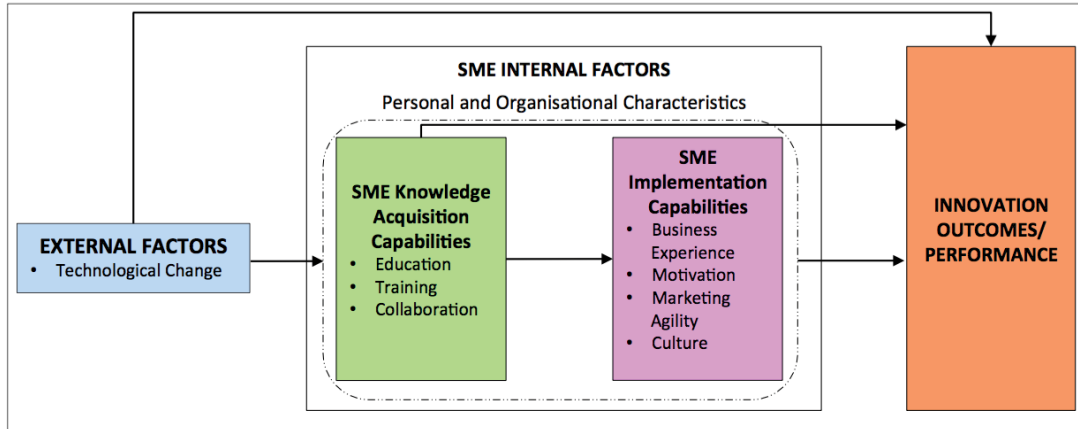 SME INTERNAL FACTORS
Personal and Organisational Characteristics
EXTERNAL FACTORS
• Technological Change
SME Knowledge
Acquisition
Capabilities
• Education
• Training
• Collaboration
SME
Implementation
Capabilities
• Business
Experience
• Motivation
• Marketing
Agility
• Culture
INNOVATION
OUTCOMES/
PERFORMANCE